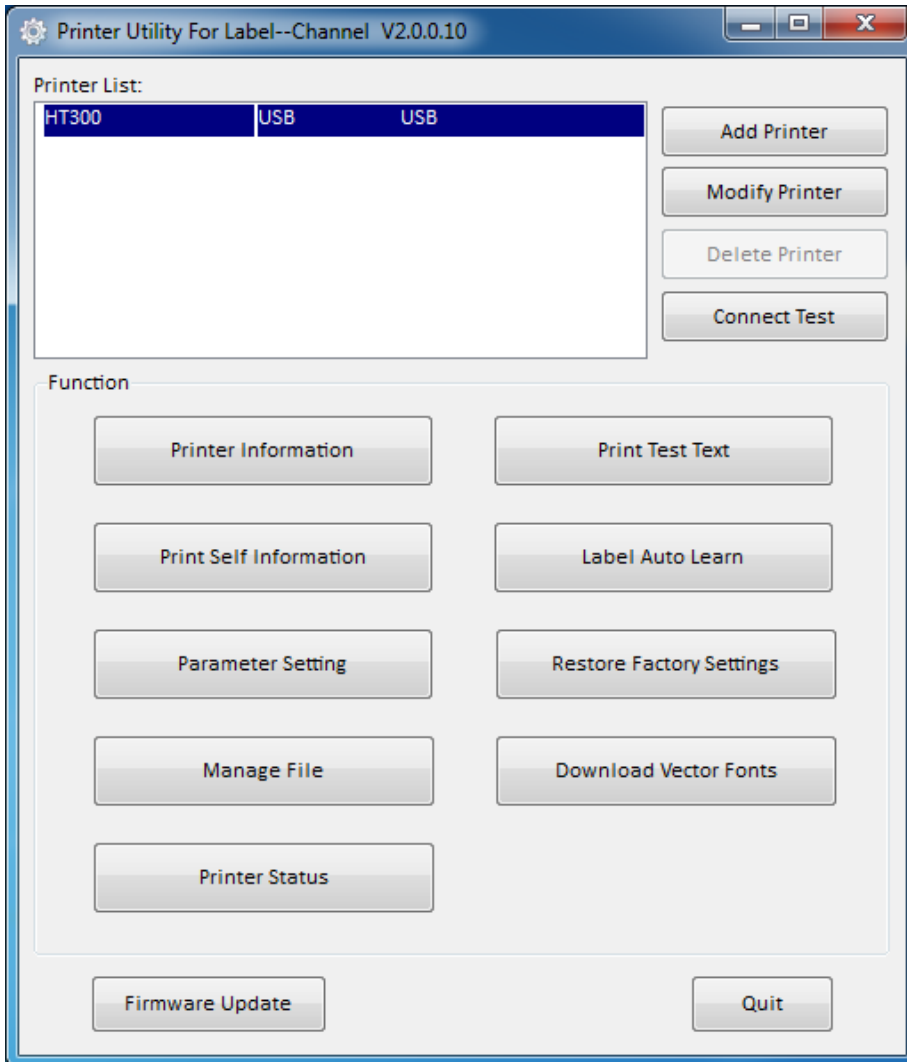 Printer Utility For Label--Channel  V2.0.0.10
Printer List:
HT300 USB USB
Add Printer
Modify Printer
Delete Printer
Connect Test
Function
Printer Information
Print Test Text
Print Self Information
Label Auto Learn
Parameter Setting
Restore Factory Settings
Manage File
Download Vector Fonts
Printer Status
Firmware Update
Quit